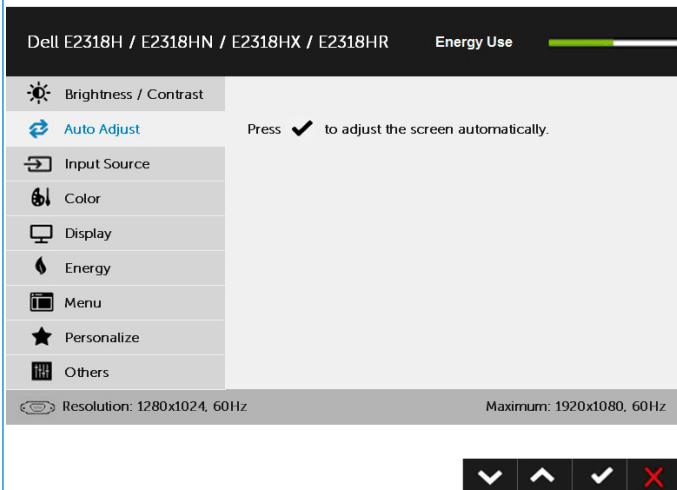 Dell E2318H / E2318HN / E2318HX / E2318HR Energy Use
Brightness / Contrast
Auto Adjust Press ✔ to adjust the screen automatically.
Input Source
Color
Display
Energy
Menu
Personalize
Others
Resolution: 1280x1024, 60Hz Maximum: 1920x1080, 60Hz